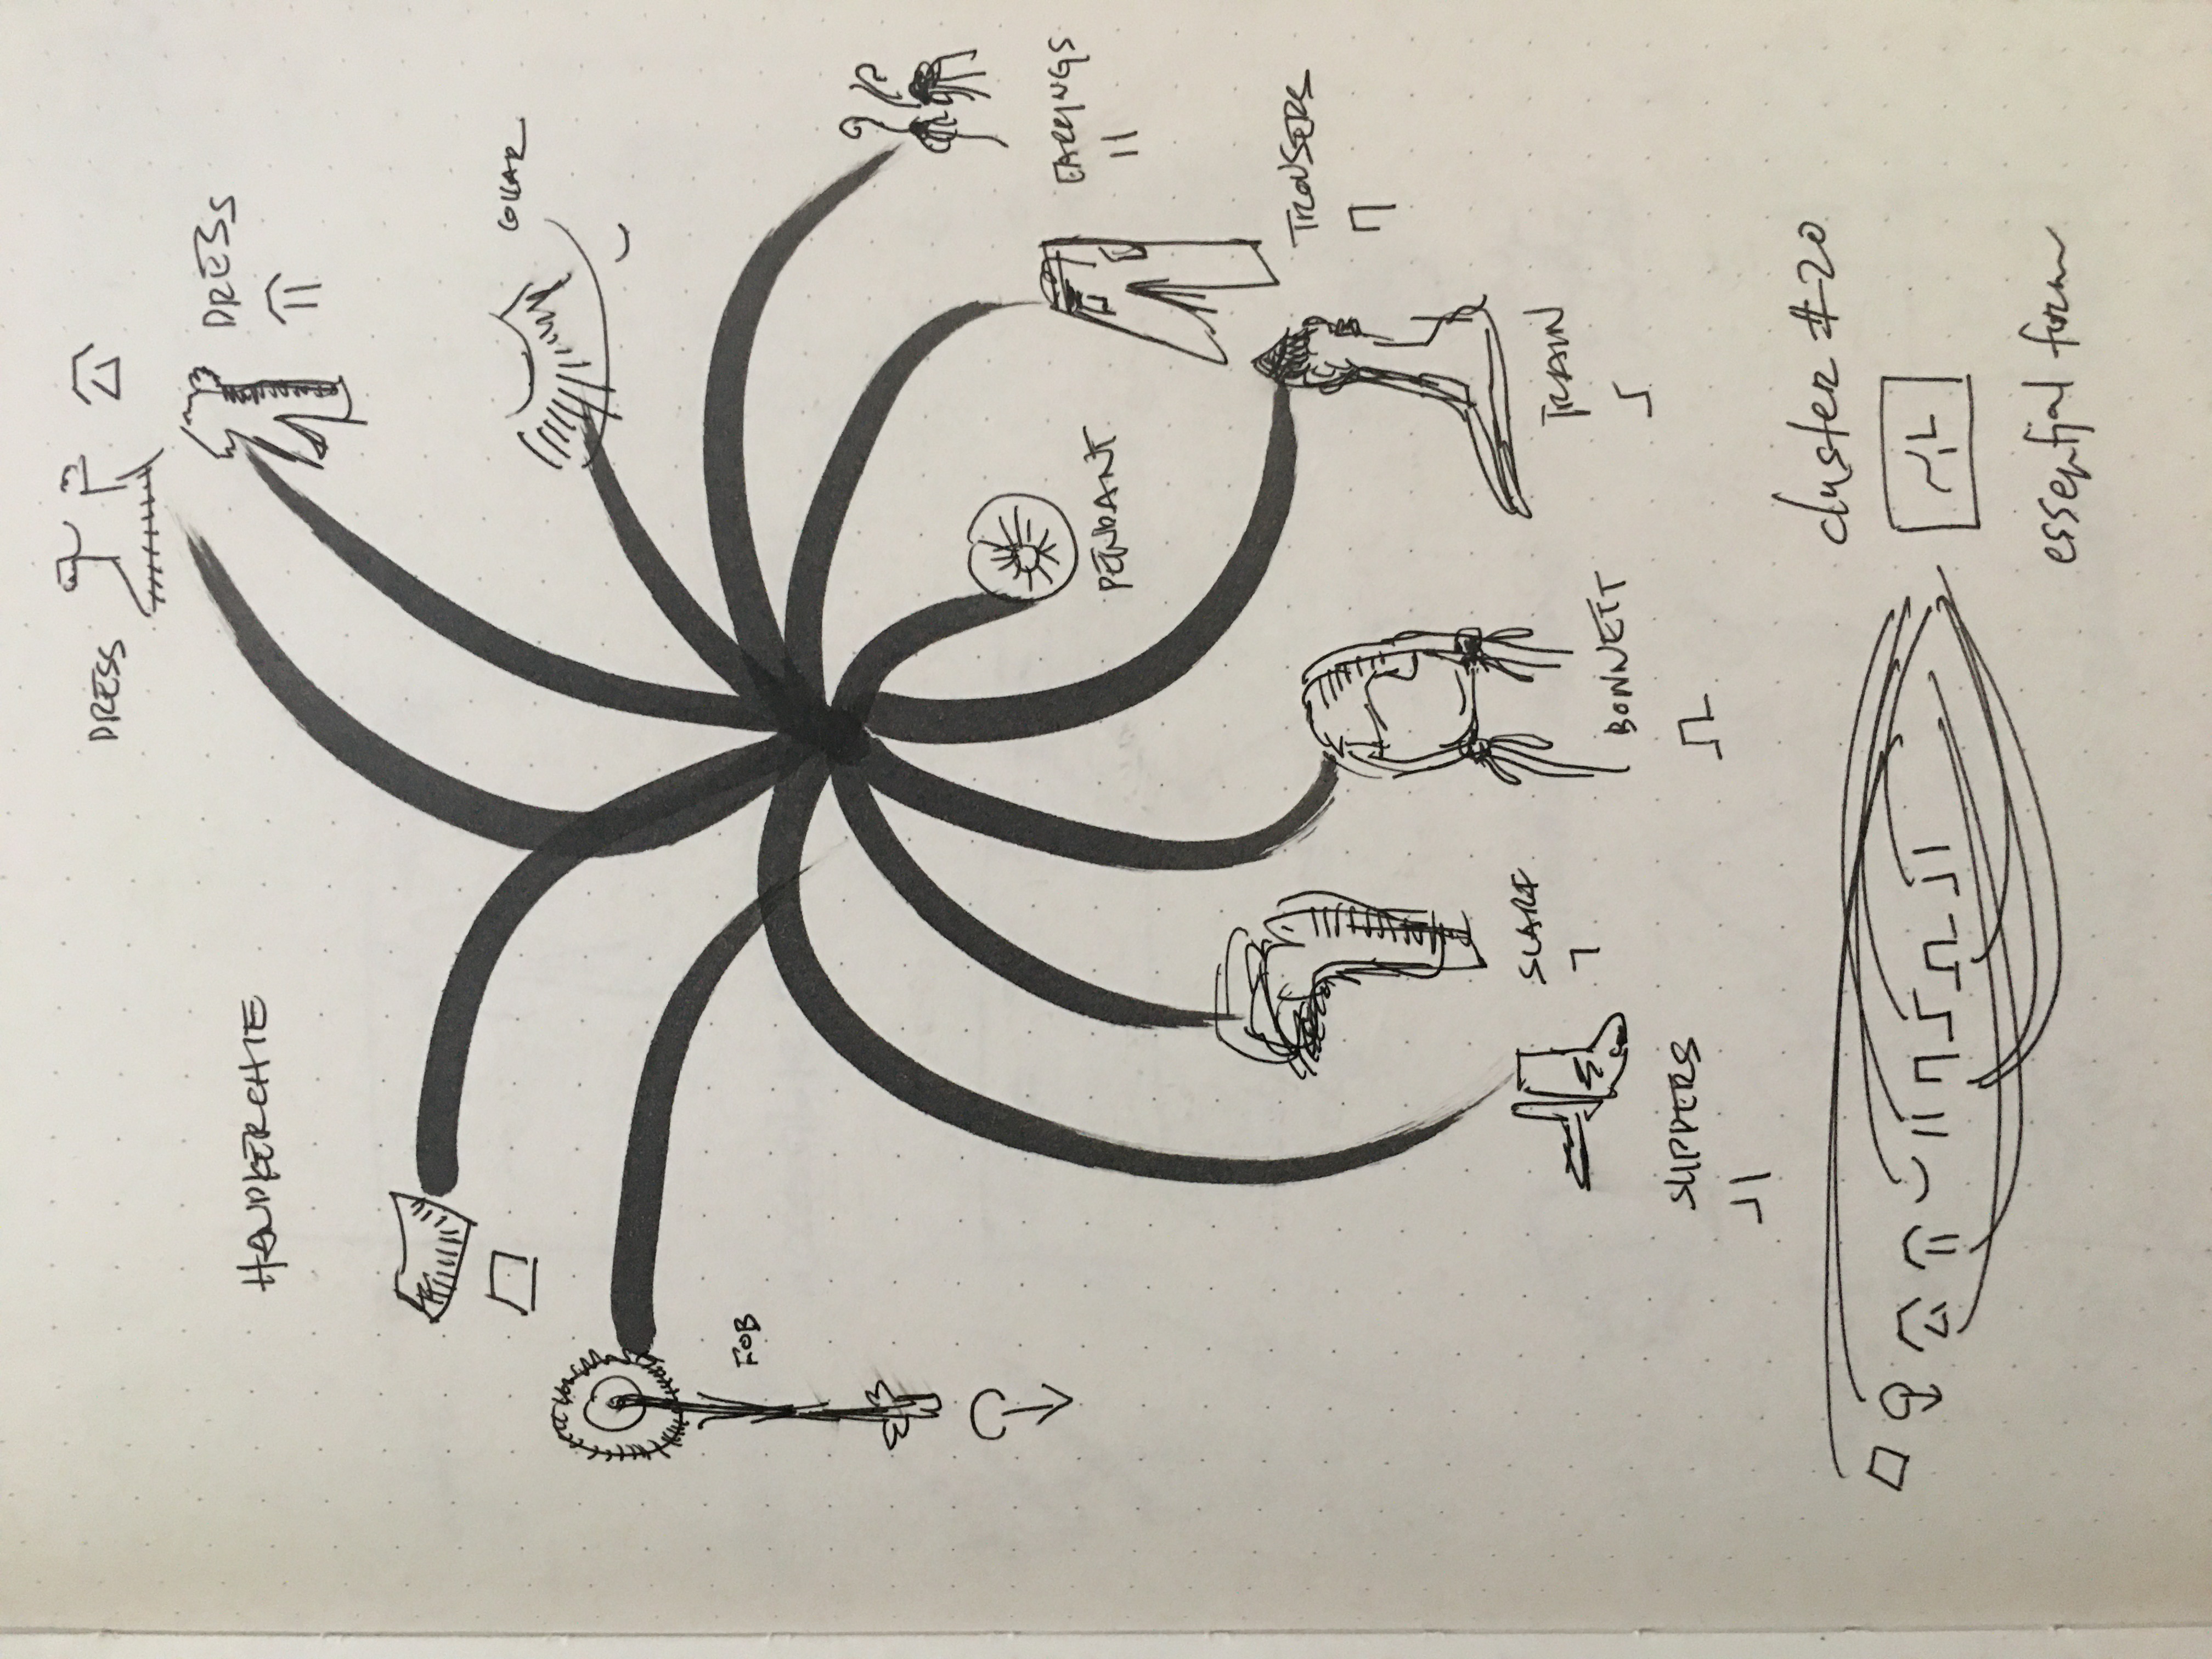 DRESS
DRESS
HANDKERCHIE
COLLAR
FOB
EARRINGS
PENDANT
TROUSERS
SCARF
TRAIN
BONNETT
SLIPPERS
cluster #20
essential form